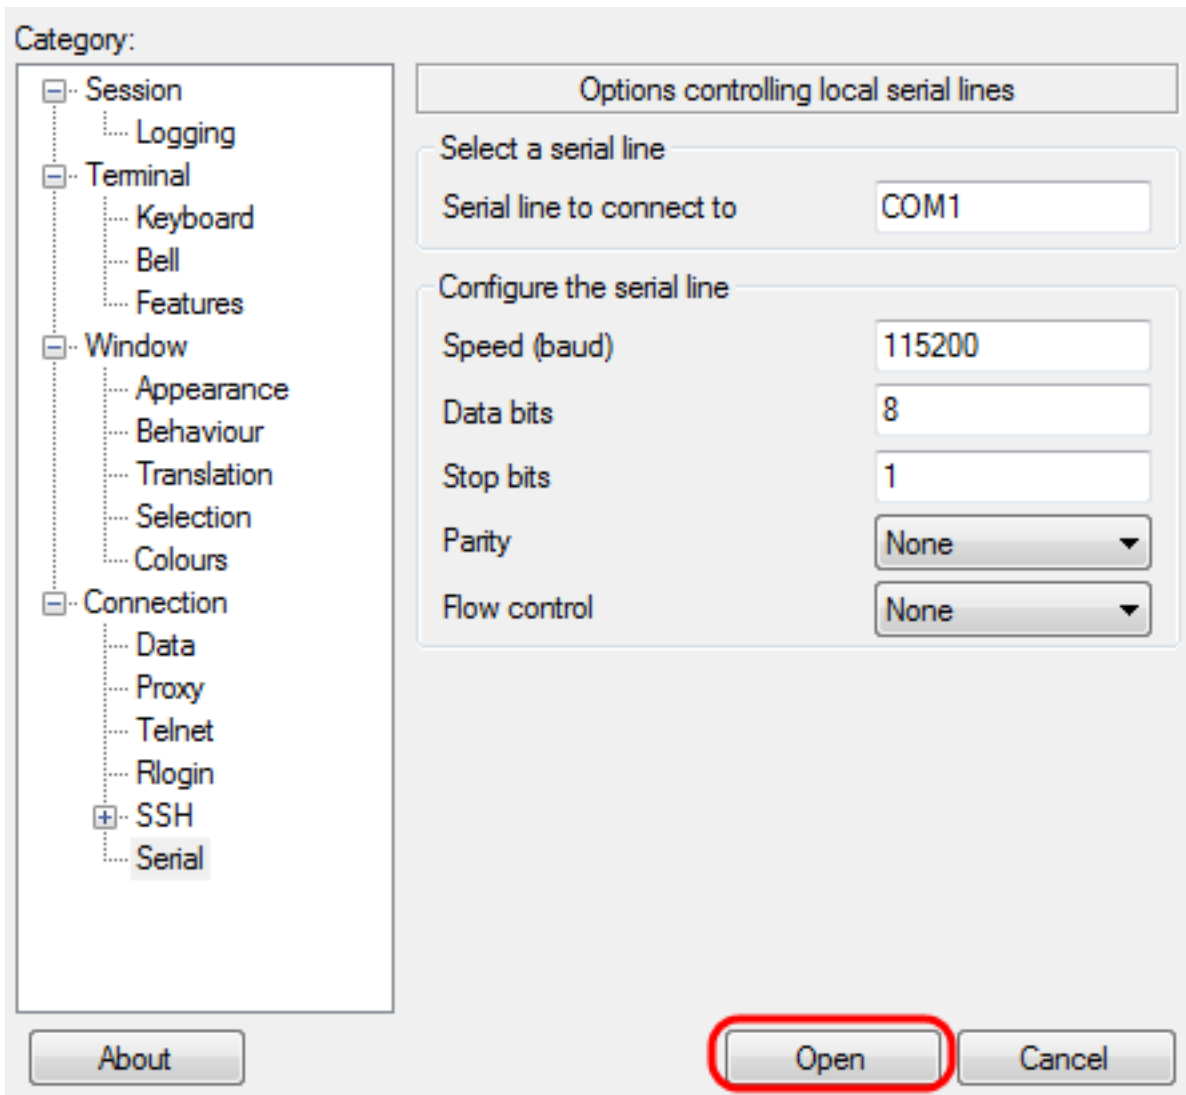 Category:
Session
Logging
Terminal
Keyboard
Bell
Features
Window
Appearance
Behaviour
Translation
Selection
Colours
Connection
Data
Proxy
Telnet
Rlogin
SSH
Serial
Options controlling local serial lines
Select a serial line
Serial line to connect to COM1
Configure the serial line
Speed (baud) 115200
Data bits 8
Stop bits 1
Parity None
Flow control None
About Open Cancel